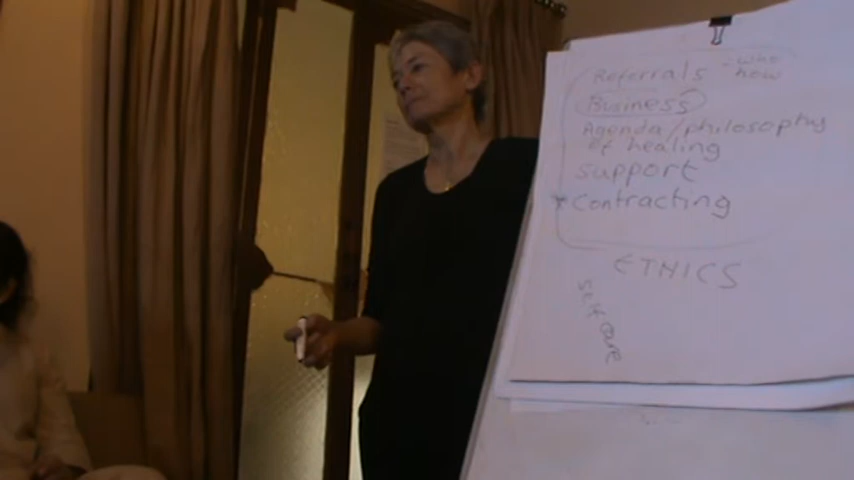 Referrals - who
how
Business
Agenda/philosophy
of healing
support
* Contracting
ETHICS
self care